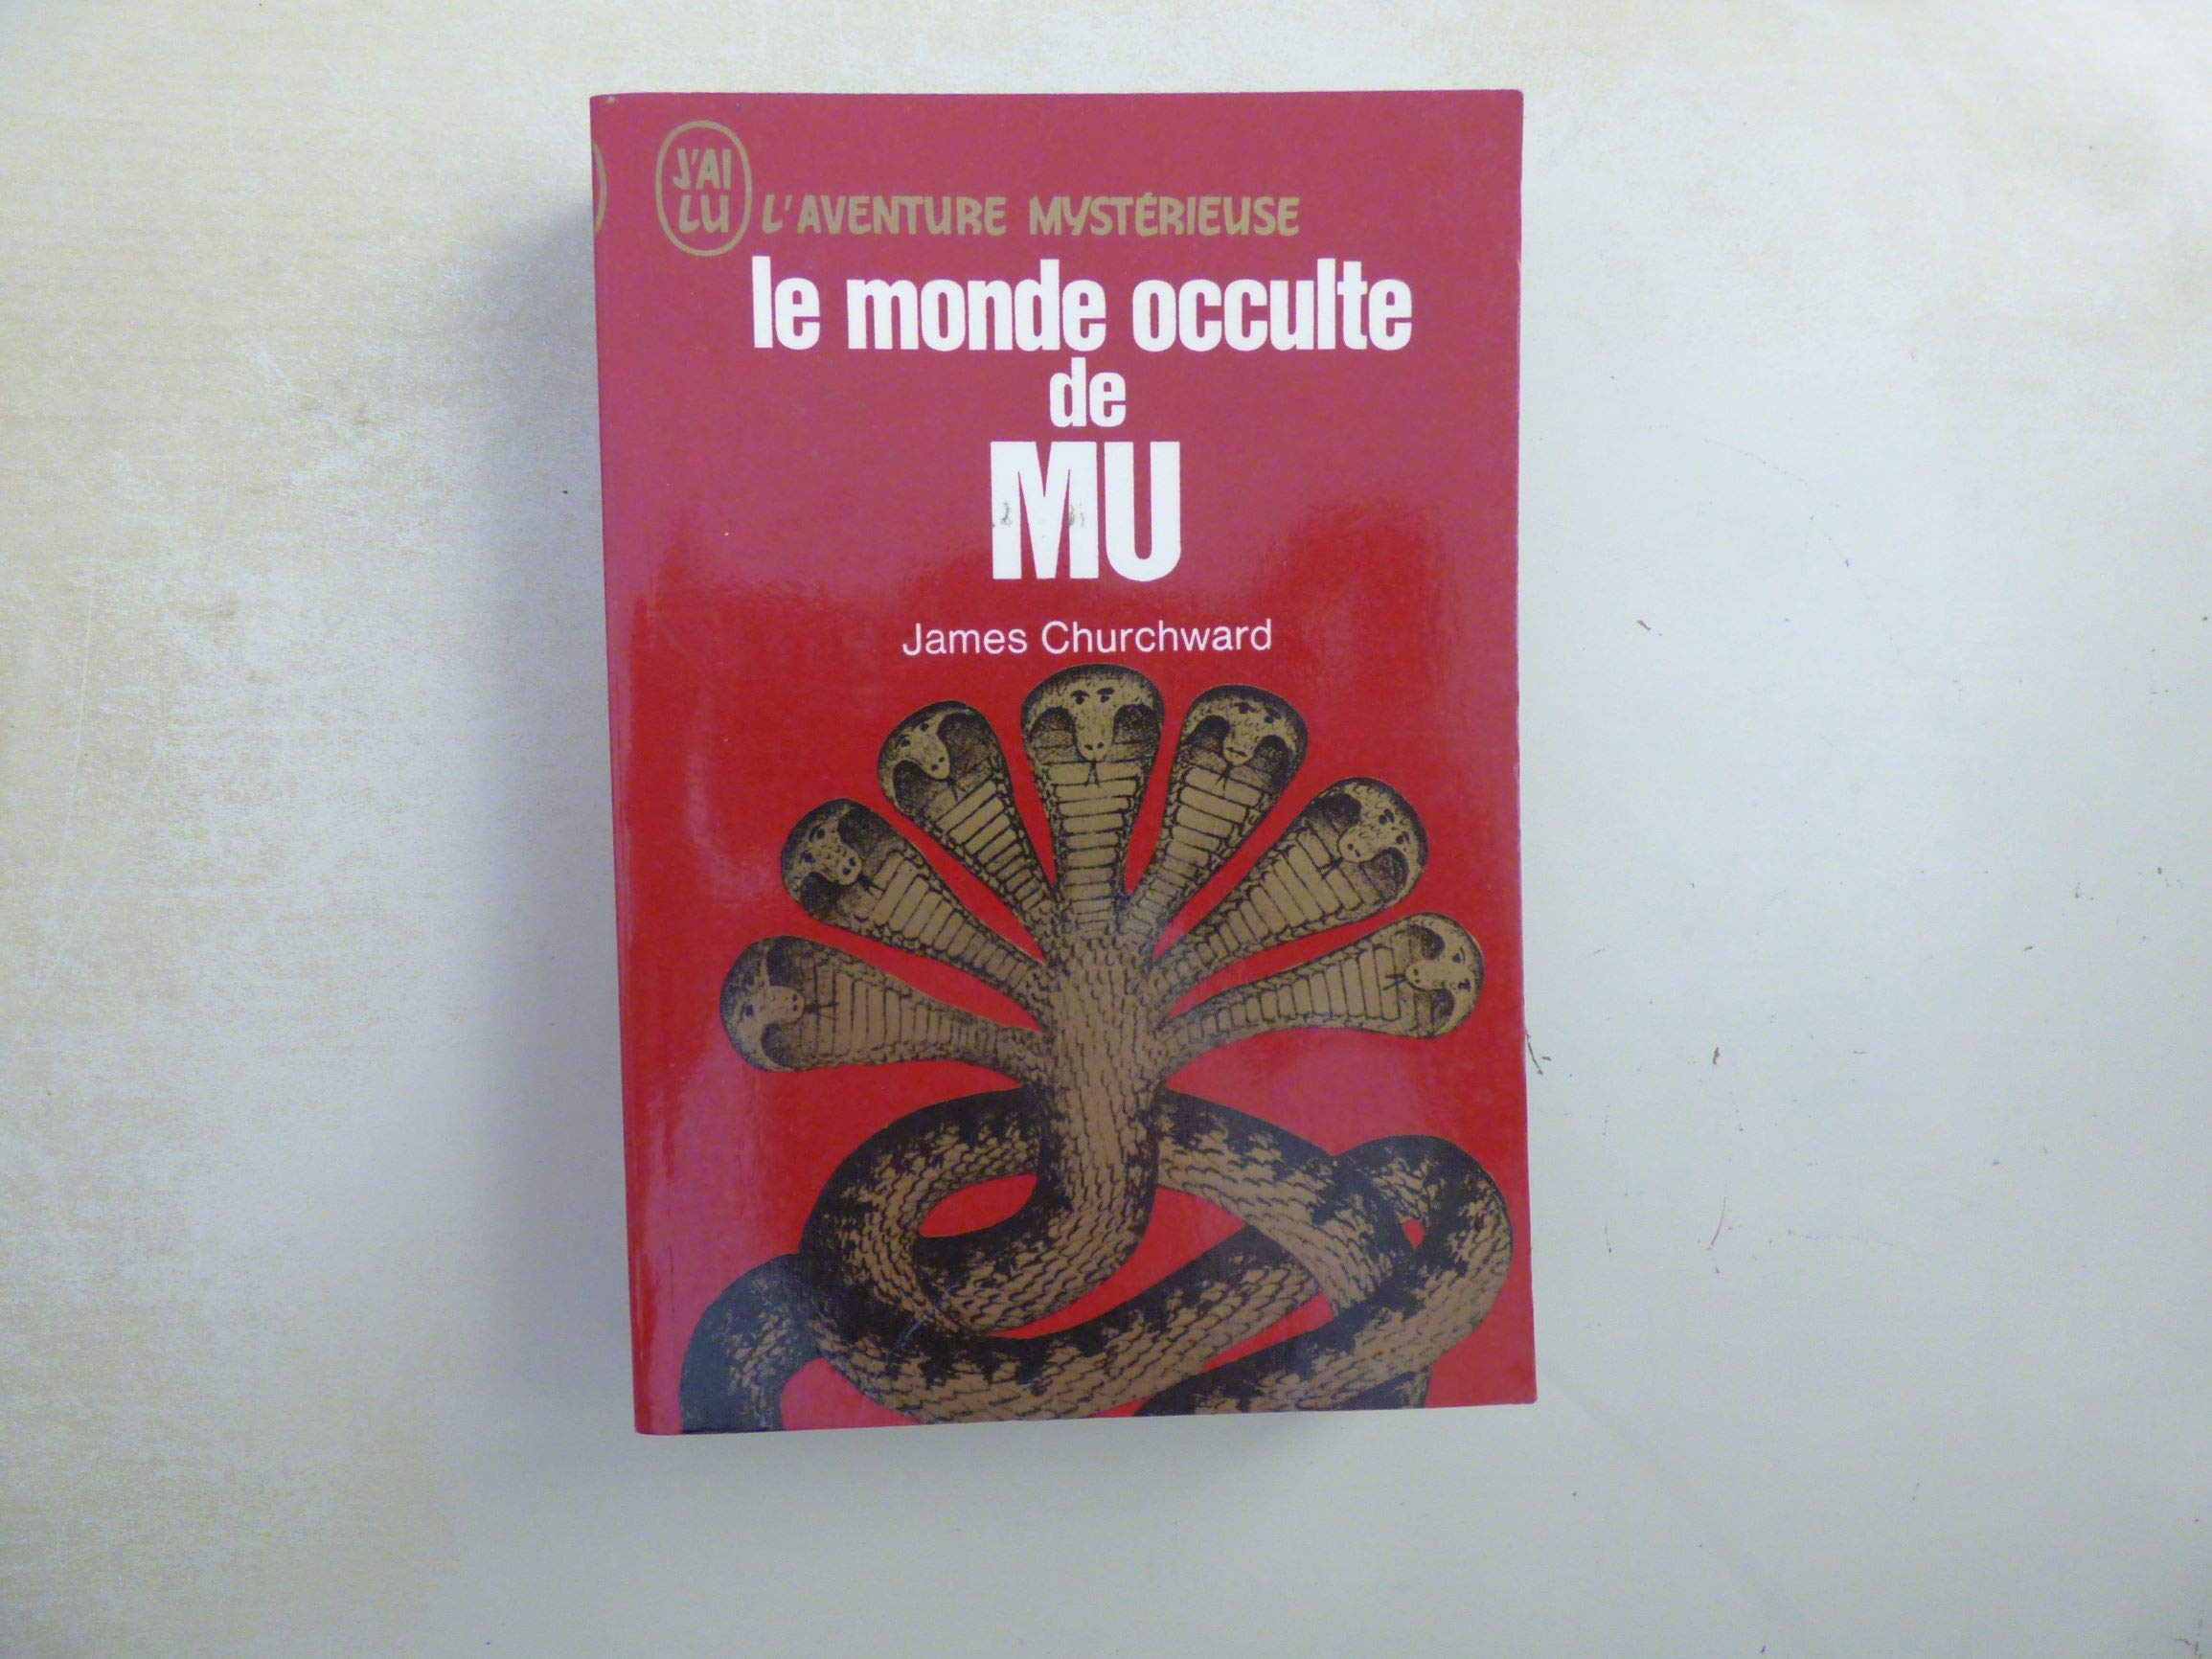 J'AI
LU
L'AVENTURE MYSTÉRIEUSE
le monde occulte
de
MU
James Churchward